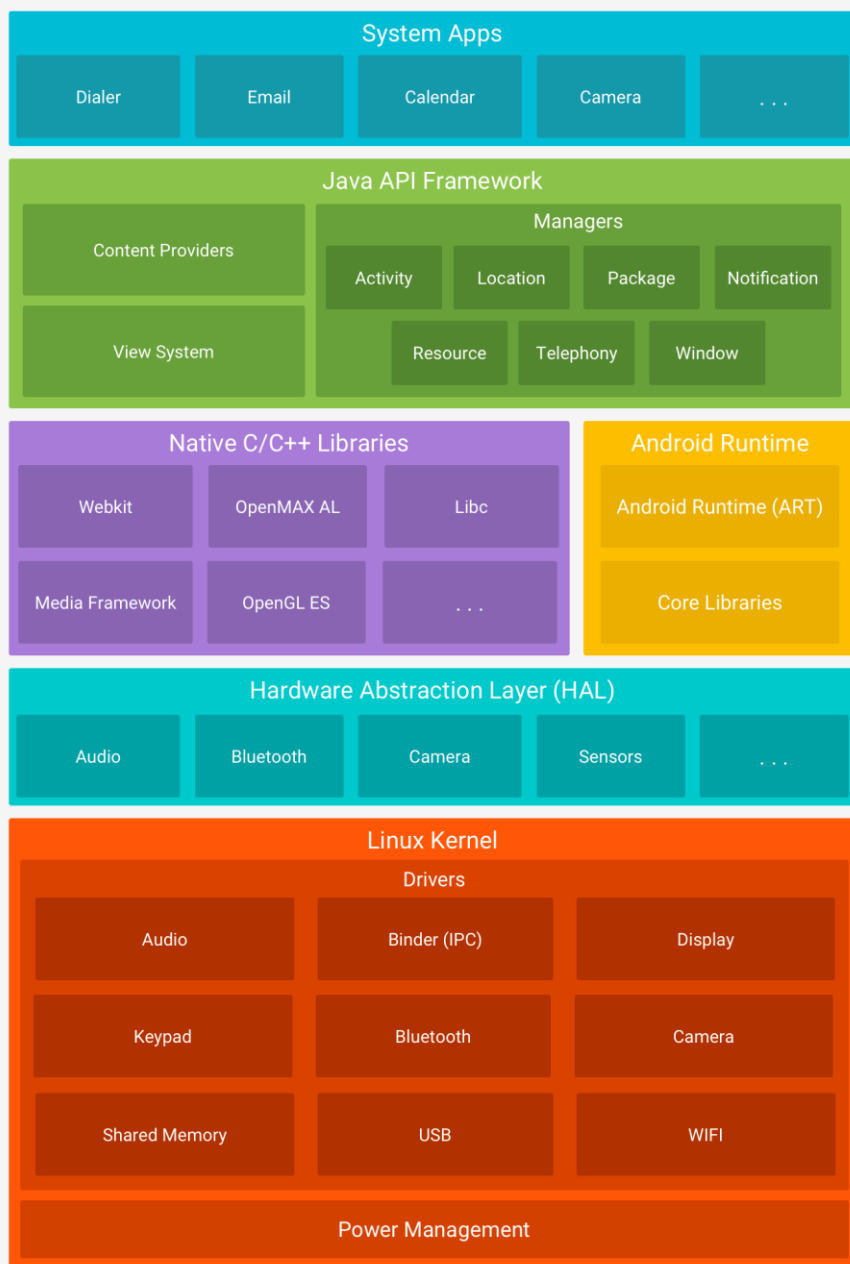 System Apps
Dialer
Email
Calendar
Camera
. . .
Java API Framework
Content Providers
View System
Managers
Activity
Location
Package
Notification
Resource
Telephony
Window
Native C/C++ Libraries
Webkit
OpenMAX AL
Libc
Media Framework
OpenGL ES
. . .
Android Runtime
Android Runtime (ART)
Core Libraries
Hardware Abstraction Layer (HAL)
Audio
Bluetooth
Camera
Sensors
. . .
Linux Kernel
Drivers
Audio
Binder (IPC)
Display
Keypad
Bluetooth
Camera
Shared Memory
USB
WIFI
Power Management